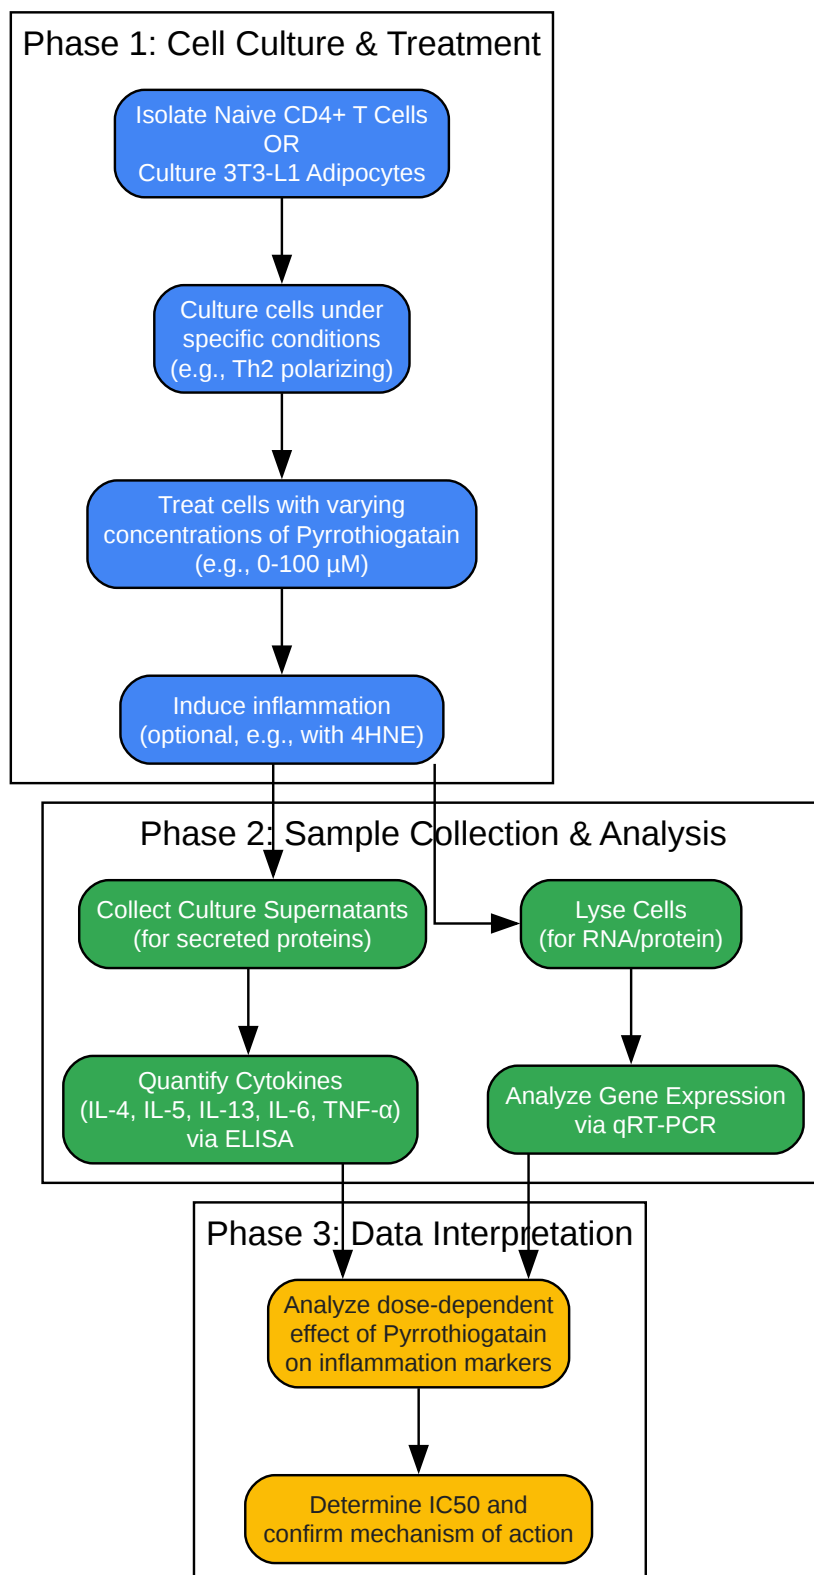 Phase 1: Cell Culture & Treatment
Isolate Naive CD4+ T Cells
OR
Culture 3T3-L1 Adipocytes
Culture cells under
specific conditions
(e.g., Th2 polarizing)
Treat cells with varying
concentrations of Pyrrothiogatain
(e.g., 0-100 µM)
Induce inflammation
(optional, e.g., with 4HNE)
Phase 2: Sample Collection & Analysis
Collect Culture Supernatants
(for secreted proteins)
Lyse Cells
(for RNA/protein)
Quantify Cytokines
(IL-4, IL-5, IL-13, IL-6, TNF-α)
via ELISA
Analyze Gene Expression
via qRT-PCR
Phase 3: Data Interpretation
Analyze dose-dependent
effect of Pyrrothiogatain
on inflammation markers
Determine IC50 and
confirm mechanism of action